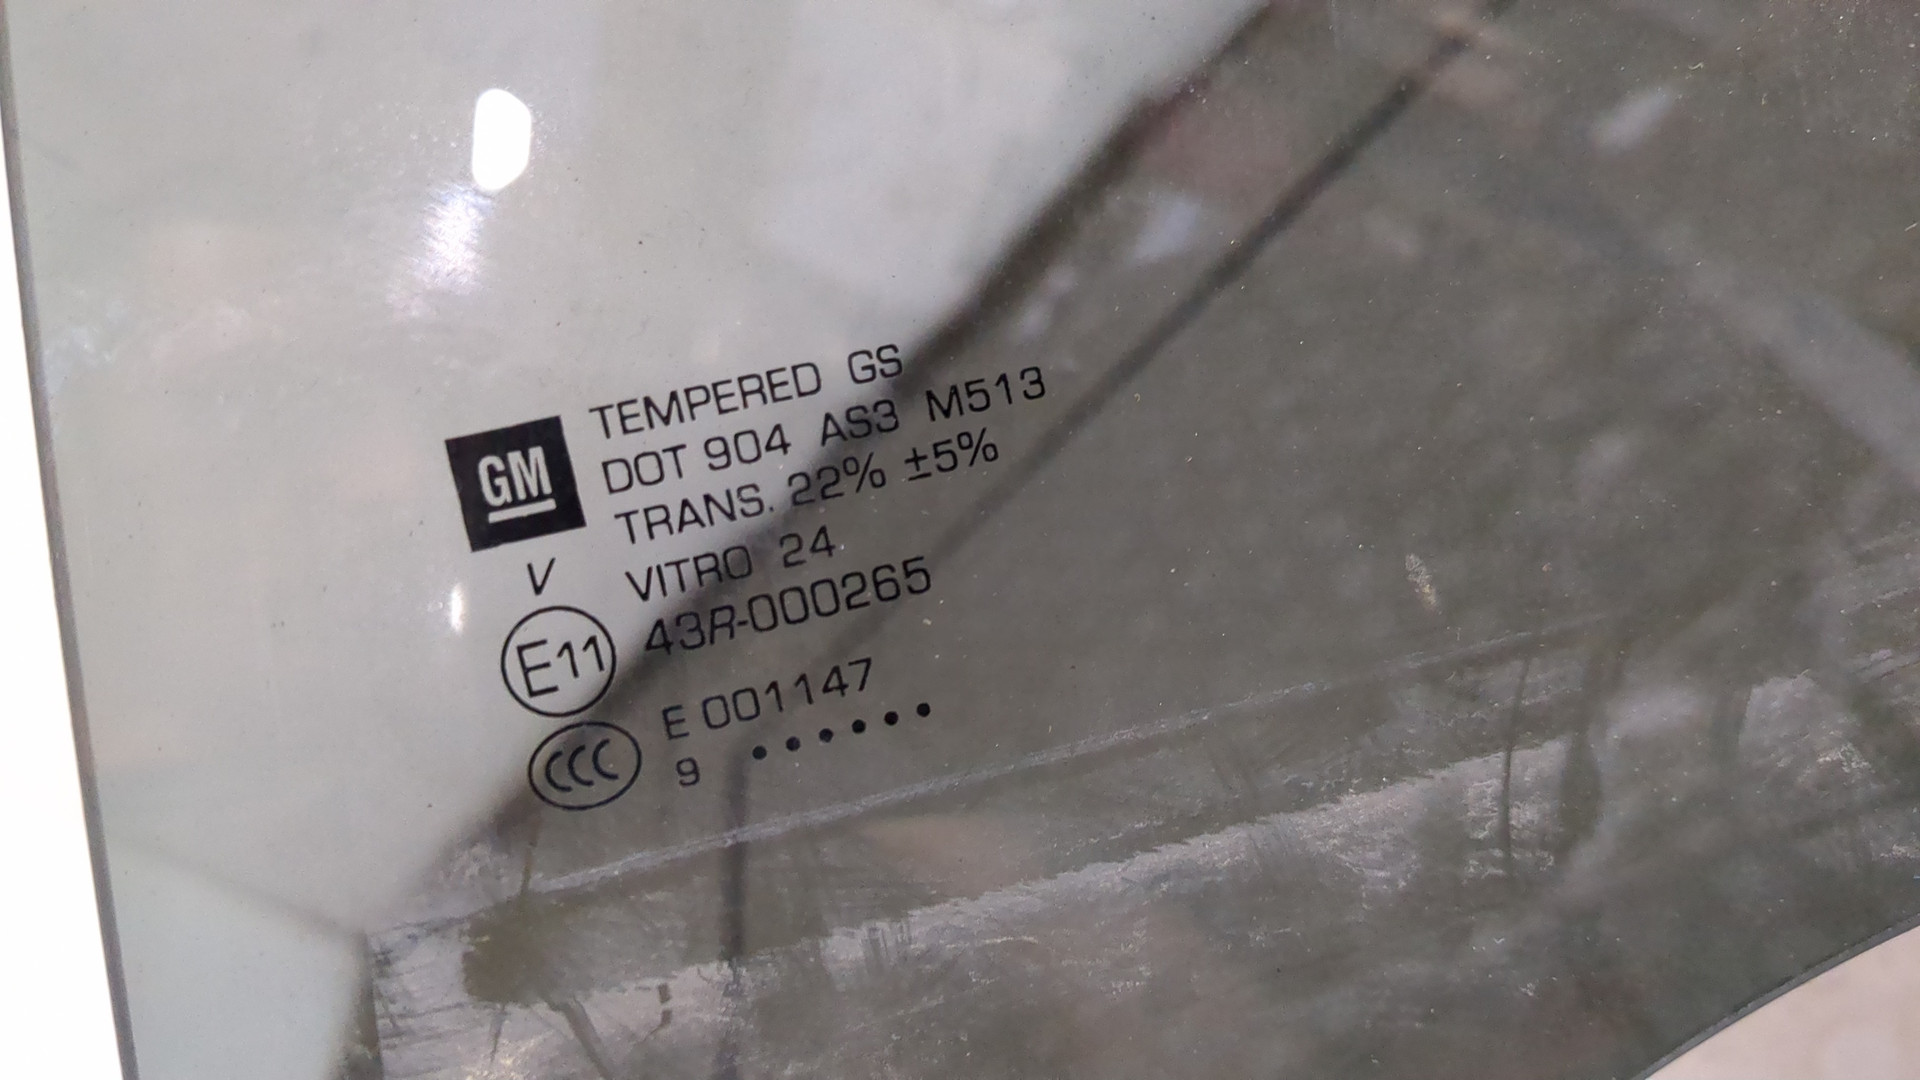 GM
TEMPERED GS
DOT 904 AS3 M513
TRANS. 22% ±5%
V VITRO 24
E11 43R-000265
CCC E 001147
9 ......